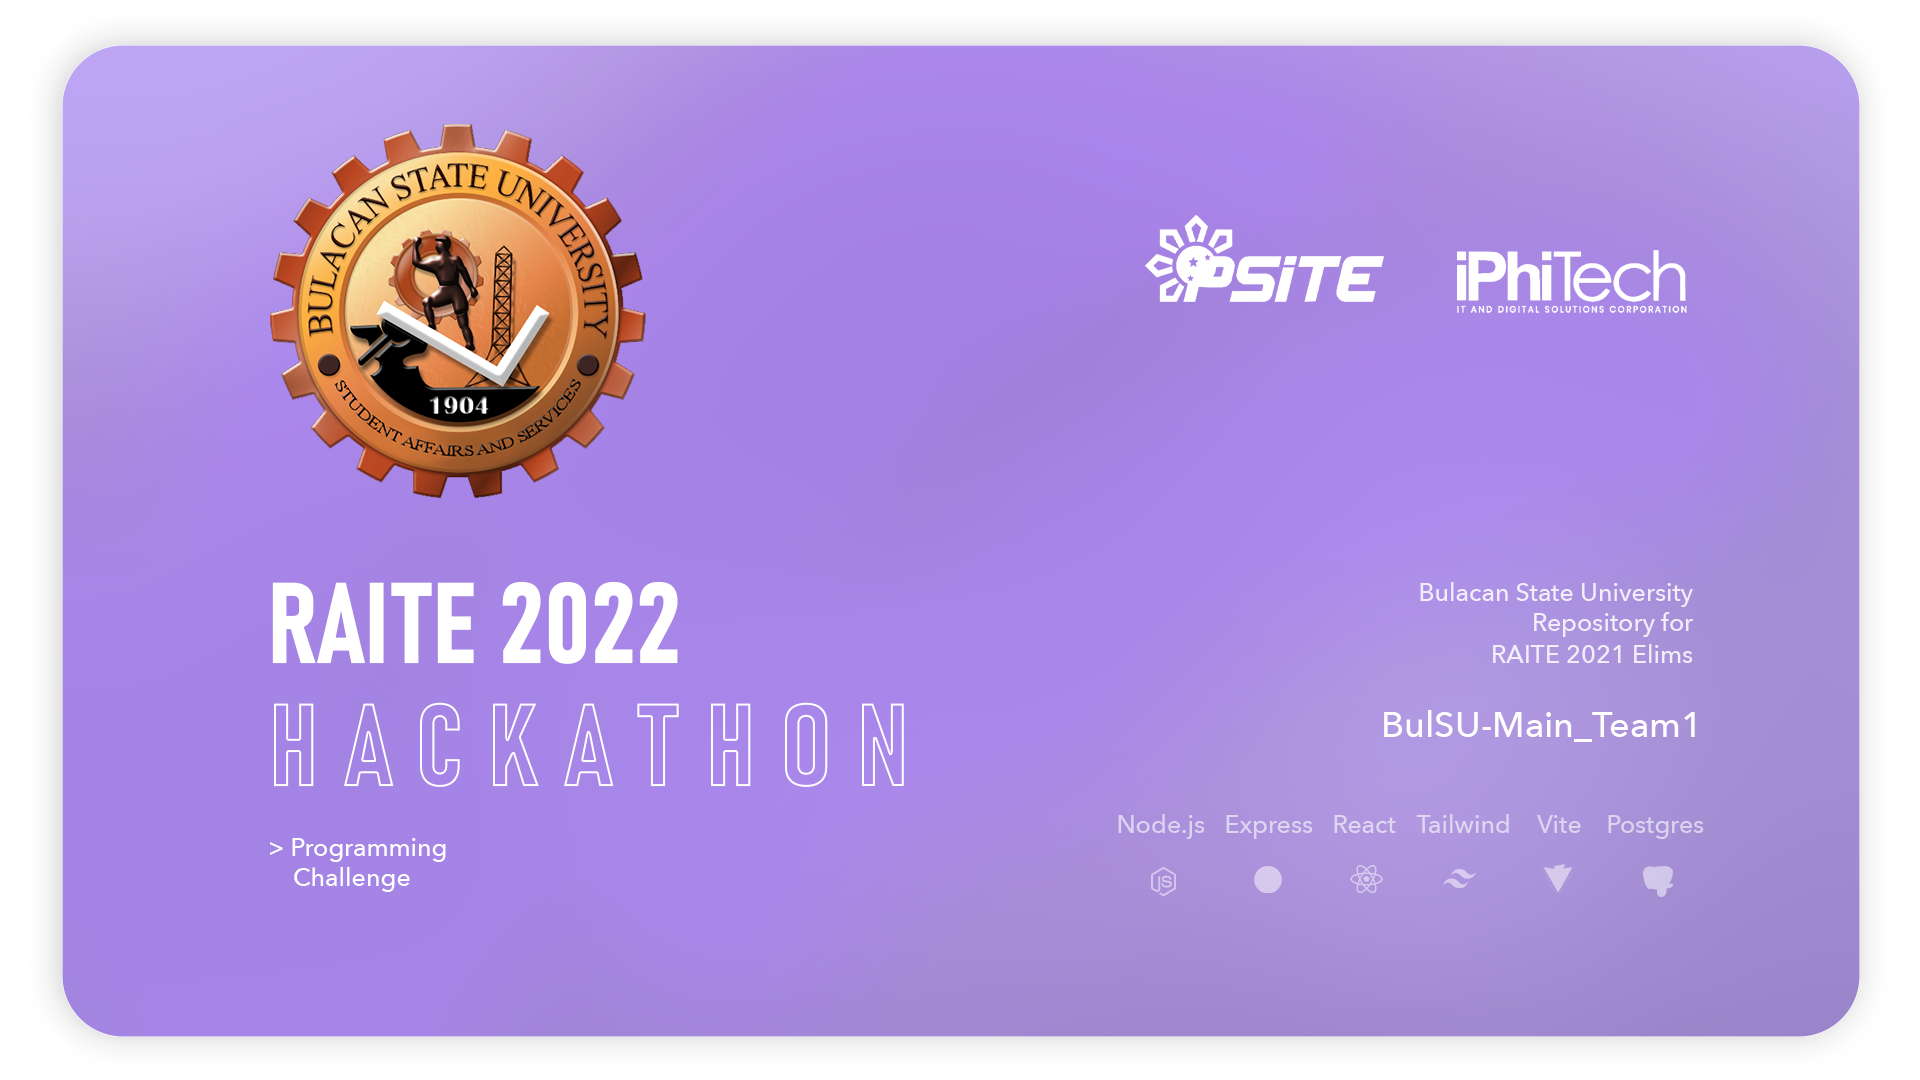 BULACAN STATE UNIVERSITY
1904
STUDENT AFFAIRS AND SERVICES
PSiTE
iPhiTech
IT AND DIGITAL SOLUTIONS CORPORATION
RAITE 2022
HACKATHON
> Programming
Challenge
Bulacan State University
Repository for
RAITE 2021 Elims
BulSU-Main_Team1
Node.js Express React Tailwind Vite Postgres
JS